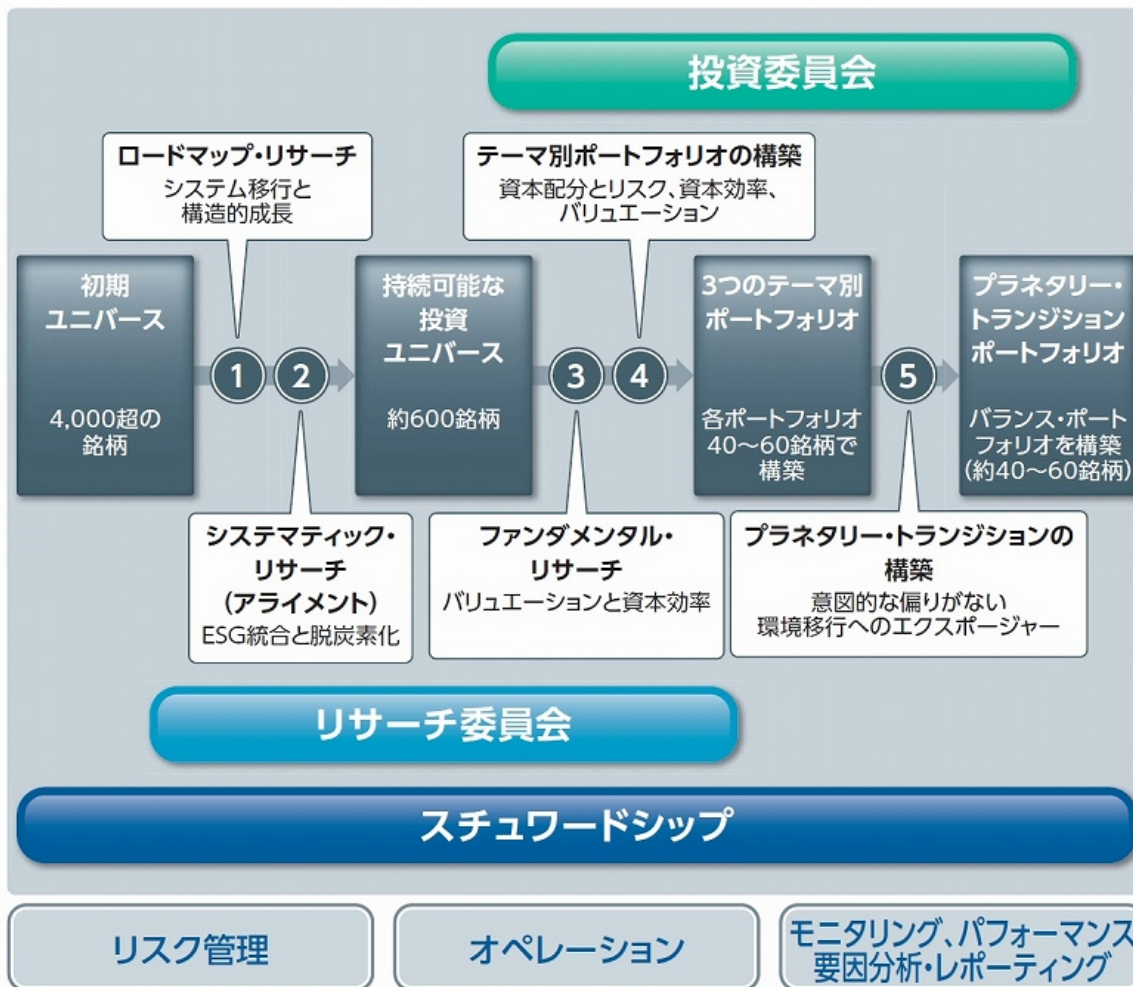 投資委員会
ロードマップ・リサーチ
システム移行と
構造的成長
テーマ別ポートフォリオの構築
資本配分とリスク、資本効率、
バリュエーション
初期
ユニバース
4,000超の
銘柄
1
2
持続可能な
投資
ユニバース
約600銘柄
3
4
3つのテーマ別
ポートフォリオ
各ポートフォリオ
40～60銘柄で
構築
5
プラネタリー・
トランジション
ポートフォリオ
バランス・ポート
フォリオを構築
(約40～60銘柄)
システマティック・
リサーチ
(アライメント)
ESG統合と脱炭素化
ファンダメンタル・
リサーチ
バリュエーションと資本効率
プラネタリー・トランジションの
構築
意図的な偏りがない
環境移行へのエクスポージャー
リサーチ委員会
スチュワードシップ
リスク管理
オペレーション
モニタリング、パフォーマンス
要因分析・レポーティング